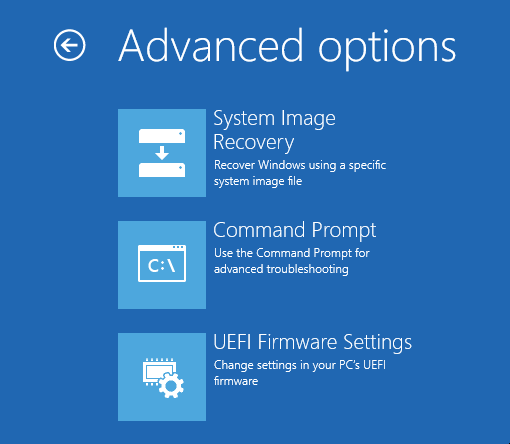 Advanced options
System Image
Recovery
Recover Windows using a specific
system image file
C:\
Command Prompt
Use the Command Prompt for
advanced troubleshooting
UEFI Firmware Settings
Change settings in your PC's UEFI
firmware